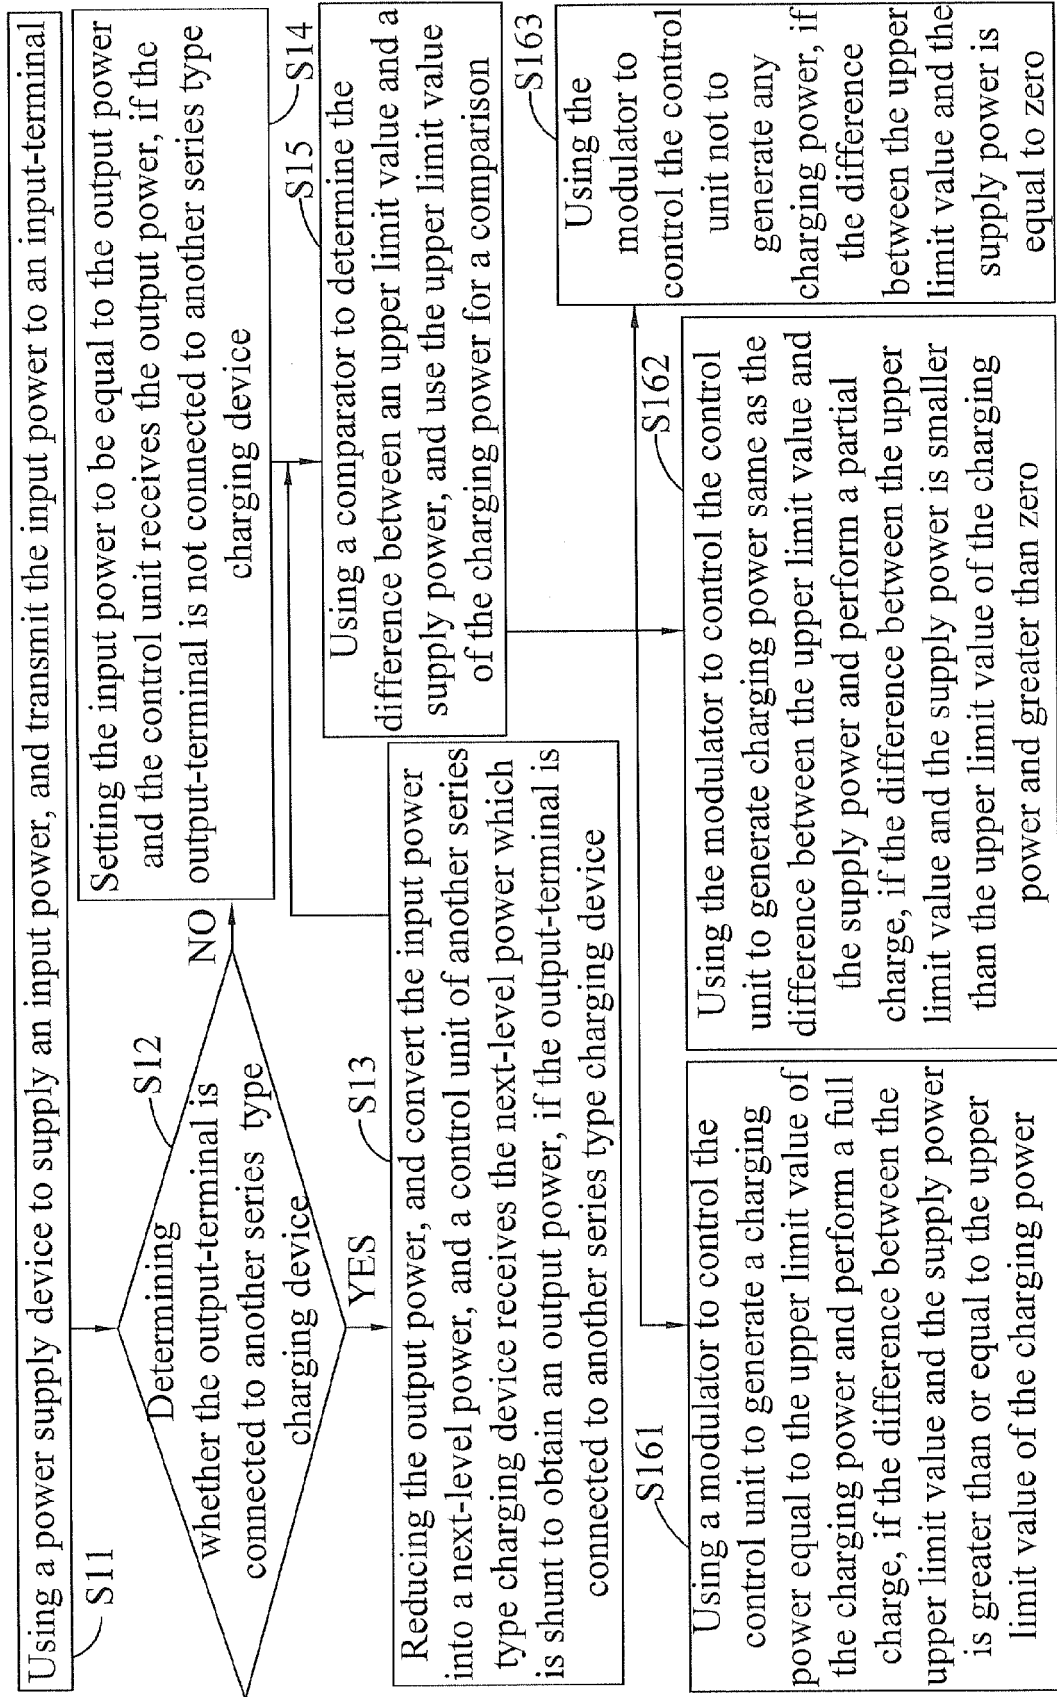 Using a power supply device to supply an input power, and transmit the input power to an input-terminal
S11
Determining
whether the output-terminal is
connected to another series type
charging device
S12
NO
YES
Reducing the output power, and convert the input power
into a next-level power, and a control unit of another series
type charging device receives the next-level power which
is shunt to obtain an output power, if the output-terminal is
connected to another series type charging device
S13
Setting the input power to be equal to the output power
and the control unit receives the output power, if the
output-terminal is not connected to another series type
charging device
S14
Using a comparator to determine the
difference between an upper limit value and a
supply power, and use the upper limit value
of the charging power for a comparison
S15
Using a modulator to control the
control unit to generate a charging
power equal to the upper limit value of
the charging power and perform a full
charge, if the difference between the
upper limit value and the supply power
is greater than or equal to the upper
limit value of the charging power
S161
Using the modulator to control the control
unit to generate charging power same as the
difference between the upper limit value and
the supply power and perform a partial
charge, if the difference between the upper
limit value and the supply power is smaller
than the upper limit value of the charging
power and greater than zero
S162
Using the
modulator to
control the control
unit not to
generate any
charging power, if
the difference
between the upper
limit value and the
supply power is
equal to zero
S163